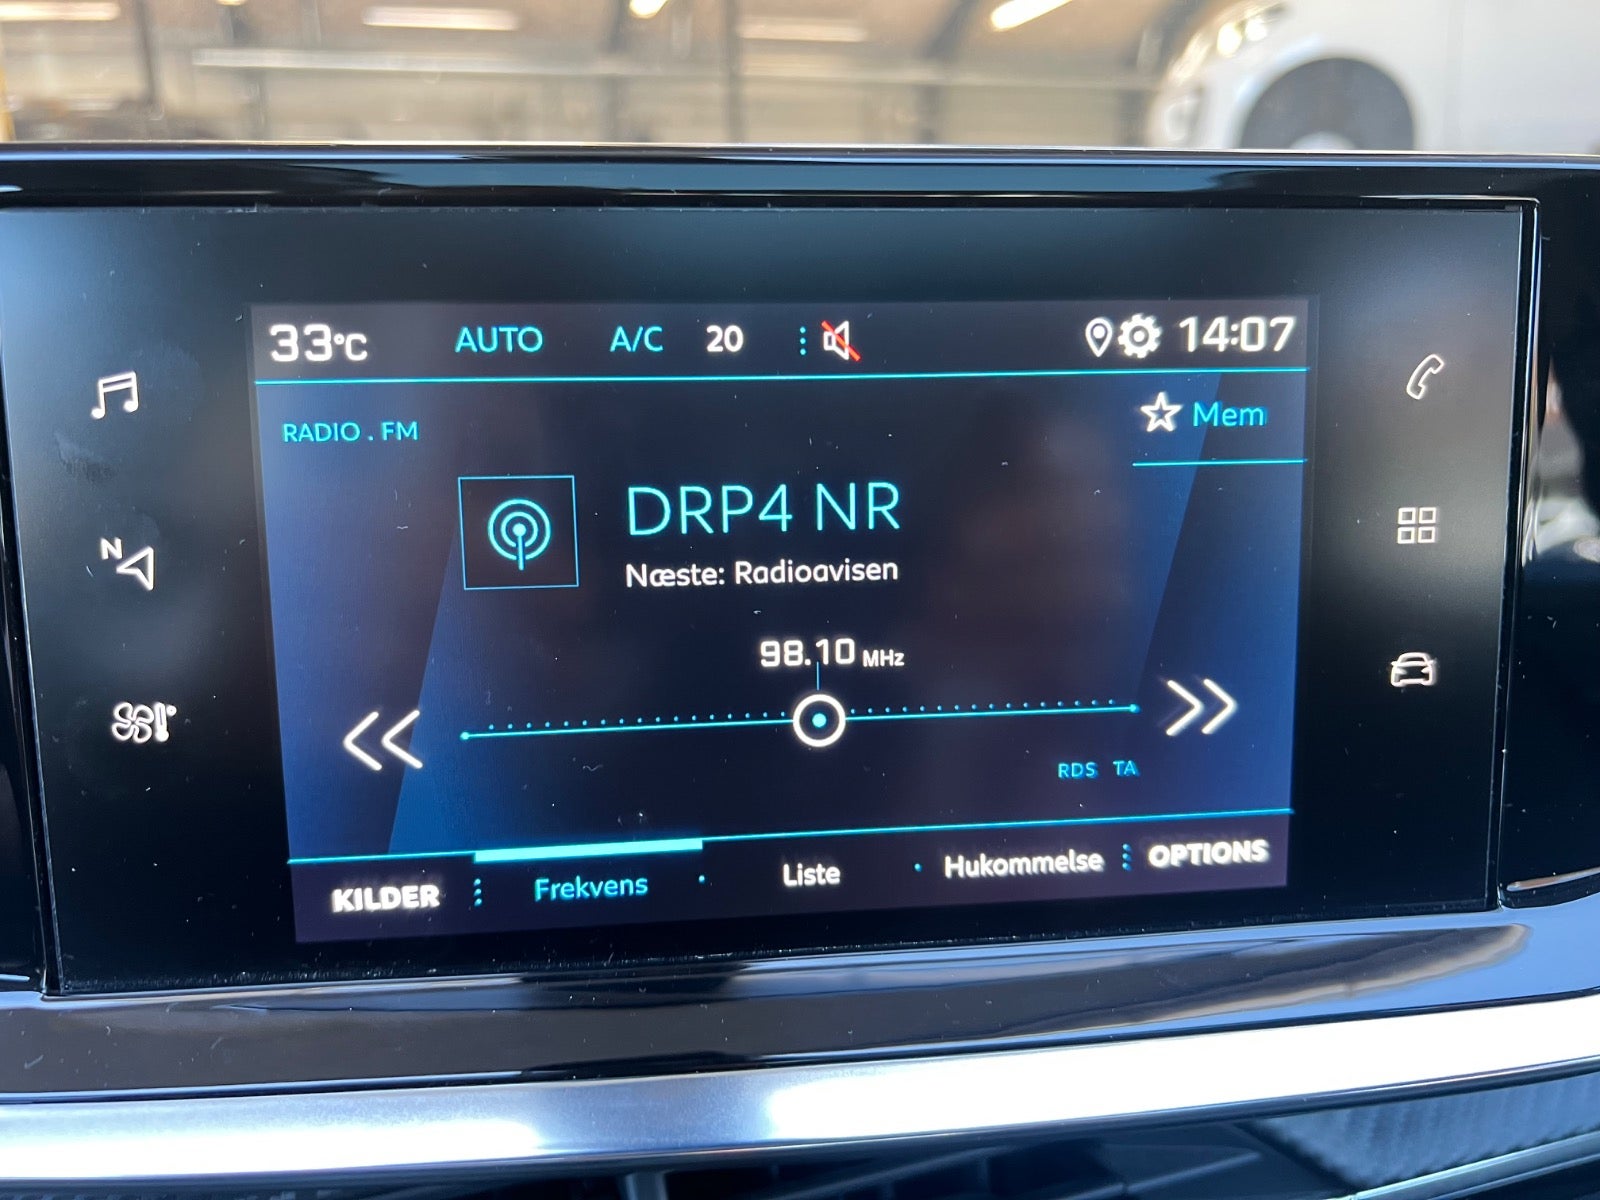 33°C AUTO A/C 20 14:07
RADIO . FM
Mem
DRP4 NR
Næste: Radioavisen
98.10 MHz
N
RDS TA
KILDER Frekvens Liste Hukommelse OPTIONS